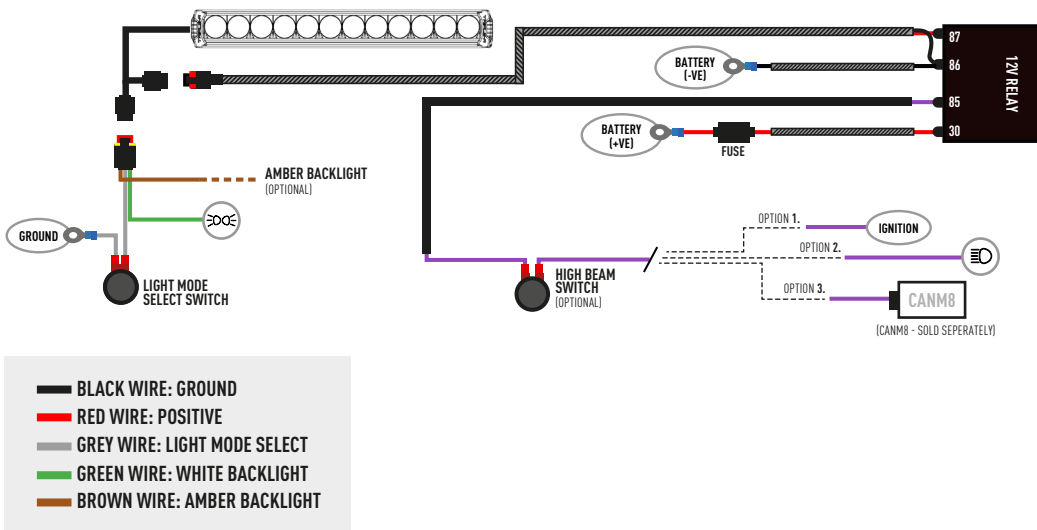 87
BATTERY
(-VE)
86
12V RELAY
85
BATTERY
(+VE)
30
FUSE
AMBER BACKLIGHT
(OPTIONAL)
GROUND
LIGHT MODE
SELECT SWITCH
HIGH BEAM
SWITCH
(OPTIONAL)
OPTION 1.
IGNITION
OPTION 2.
OPTION 3.
CANM8
(CANM8 - SOLD SEPERATELY)
BLACK WIRE: GROUND
RED WIRE: POSITIVE
GREY WIRE: LIGHT MODE SELECT
GREEN WIRE: WHITE BACKLIGHT
BROWN WIRE: AMBER BACKLIGHT